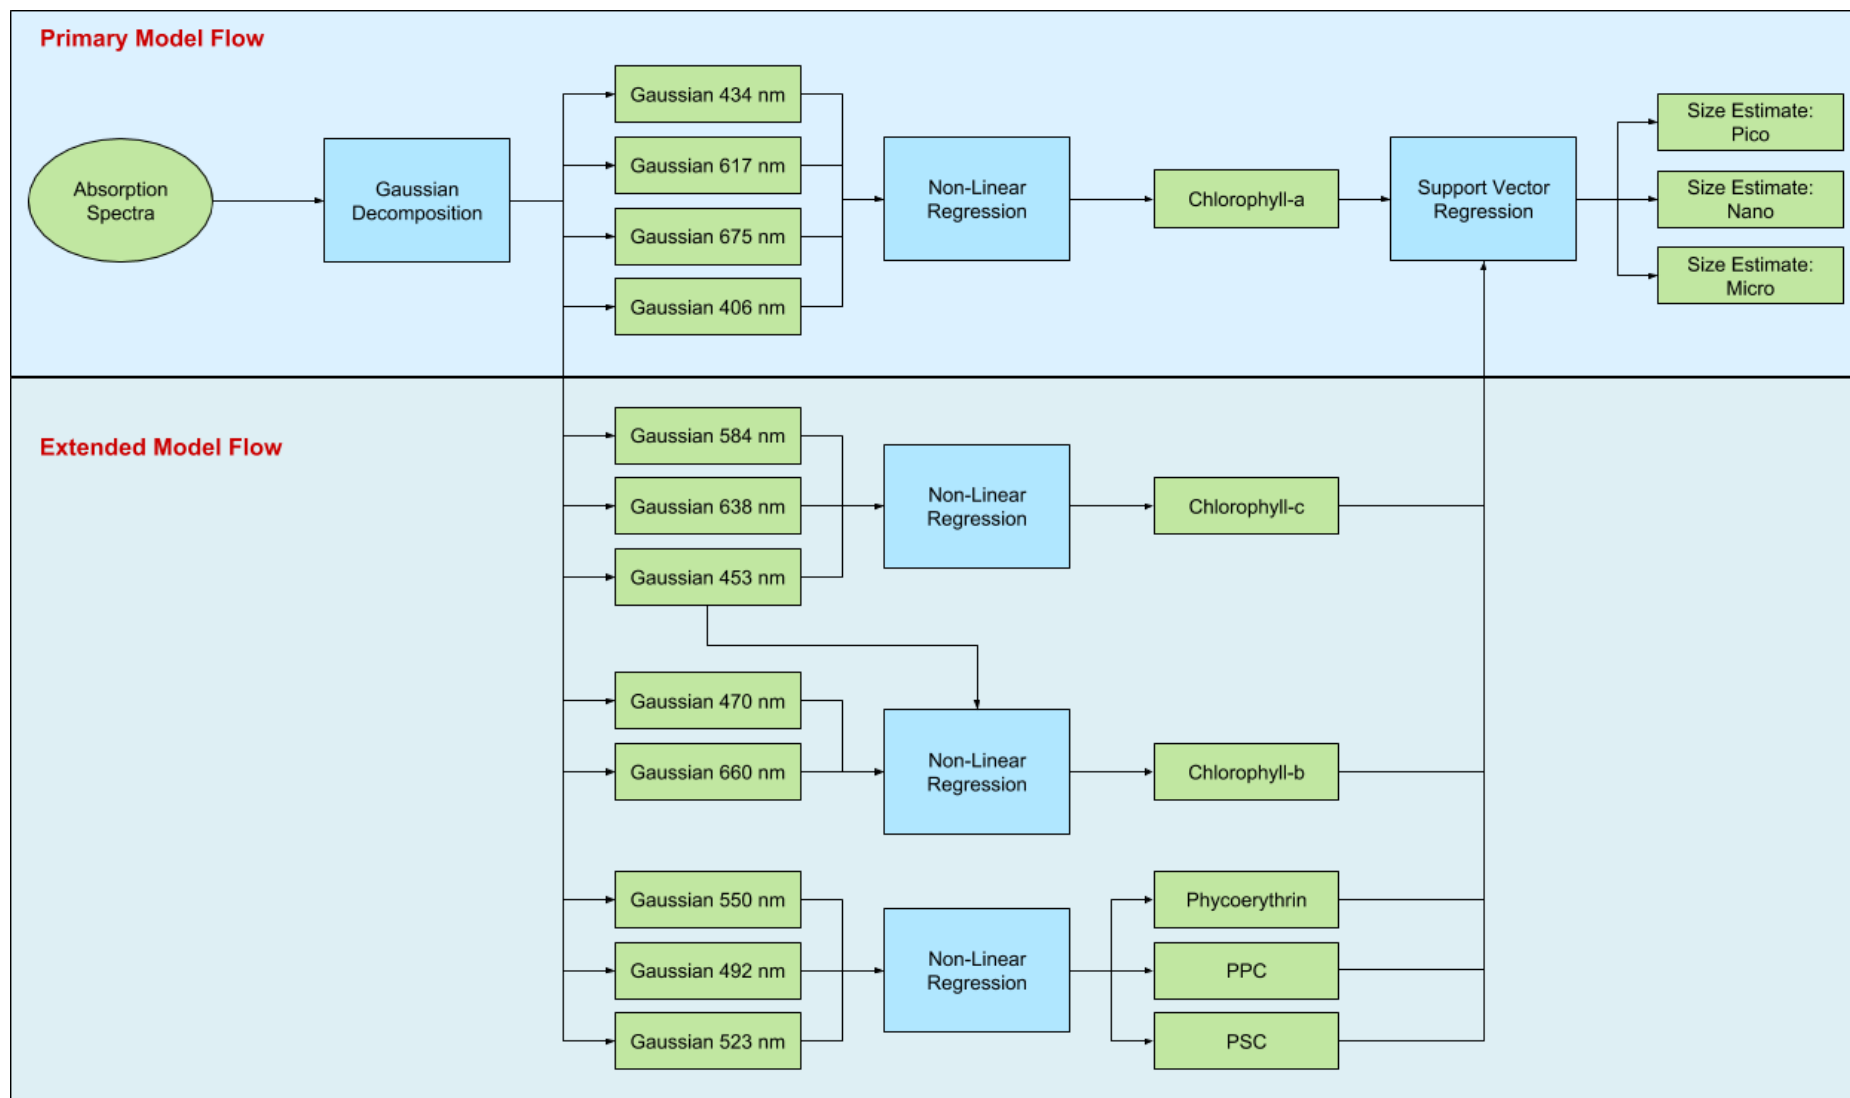 Primary Model Flow
Absorption
Spectra
Gaussian
Decomposition
Gaussian 434 nm
Gaussian 617 nm
Gaussian 675 nm
Gaussian 406 nm
Non-Linear
Regression
Chlorophyll-a
Support Vector
Regression
Size Estimate:
Pico
Size Estimate:
Nano
Size Estimate:
Micro
Extended Model Flow
Gaussian 584 nm
Gaussian 638 nm
Gaussian 453 nm
Non-Linear
Regression
Chlorophyll-c
Gaussian 470 nm
Gaussian 660 nm
Non-Linear
Regression
Chlorophyll-b
Gaussian 550 nm
Gaussian 492 nm
Gaussian 523 nm
Non-Linear
Regression
Phycoerythrin
PPC
PSC